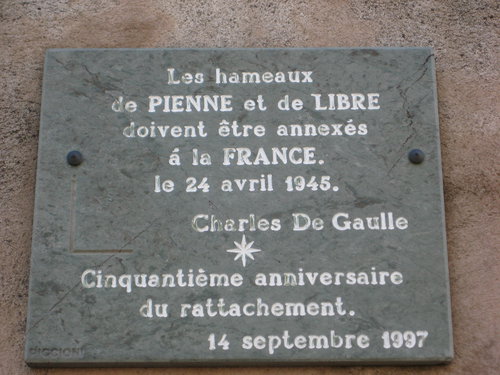 Les hameaux
de PIENNE et de LIBRE
doivent être annexés
á la FRANCE.
le 24 avril 1945.
Charles De Gaulle
Cinquantième anniversaire
du rattachement.
14 septembre 1997